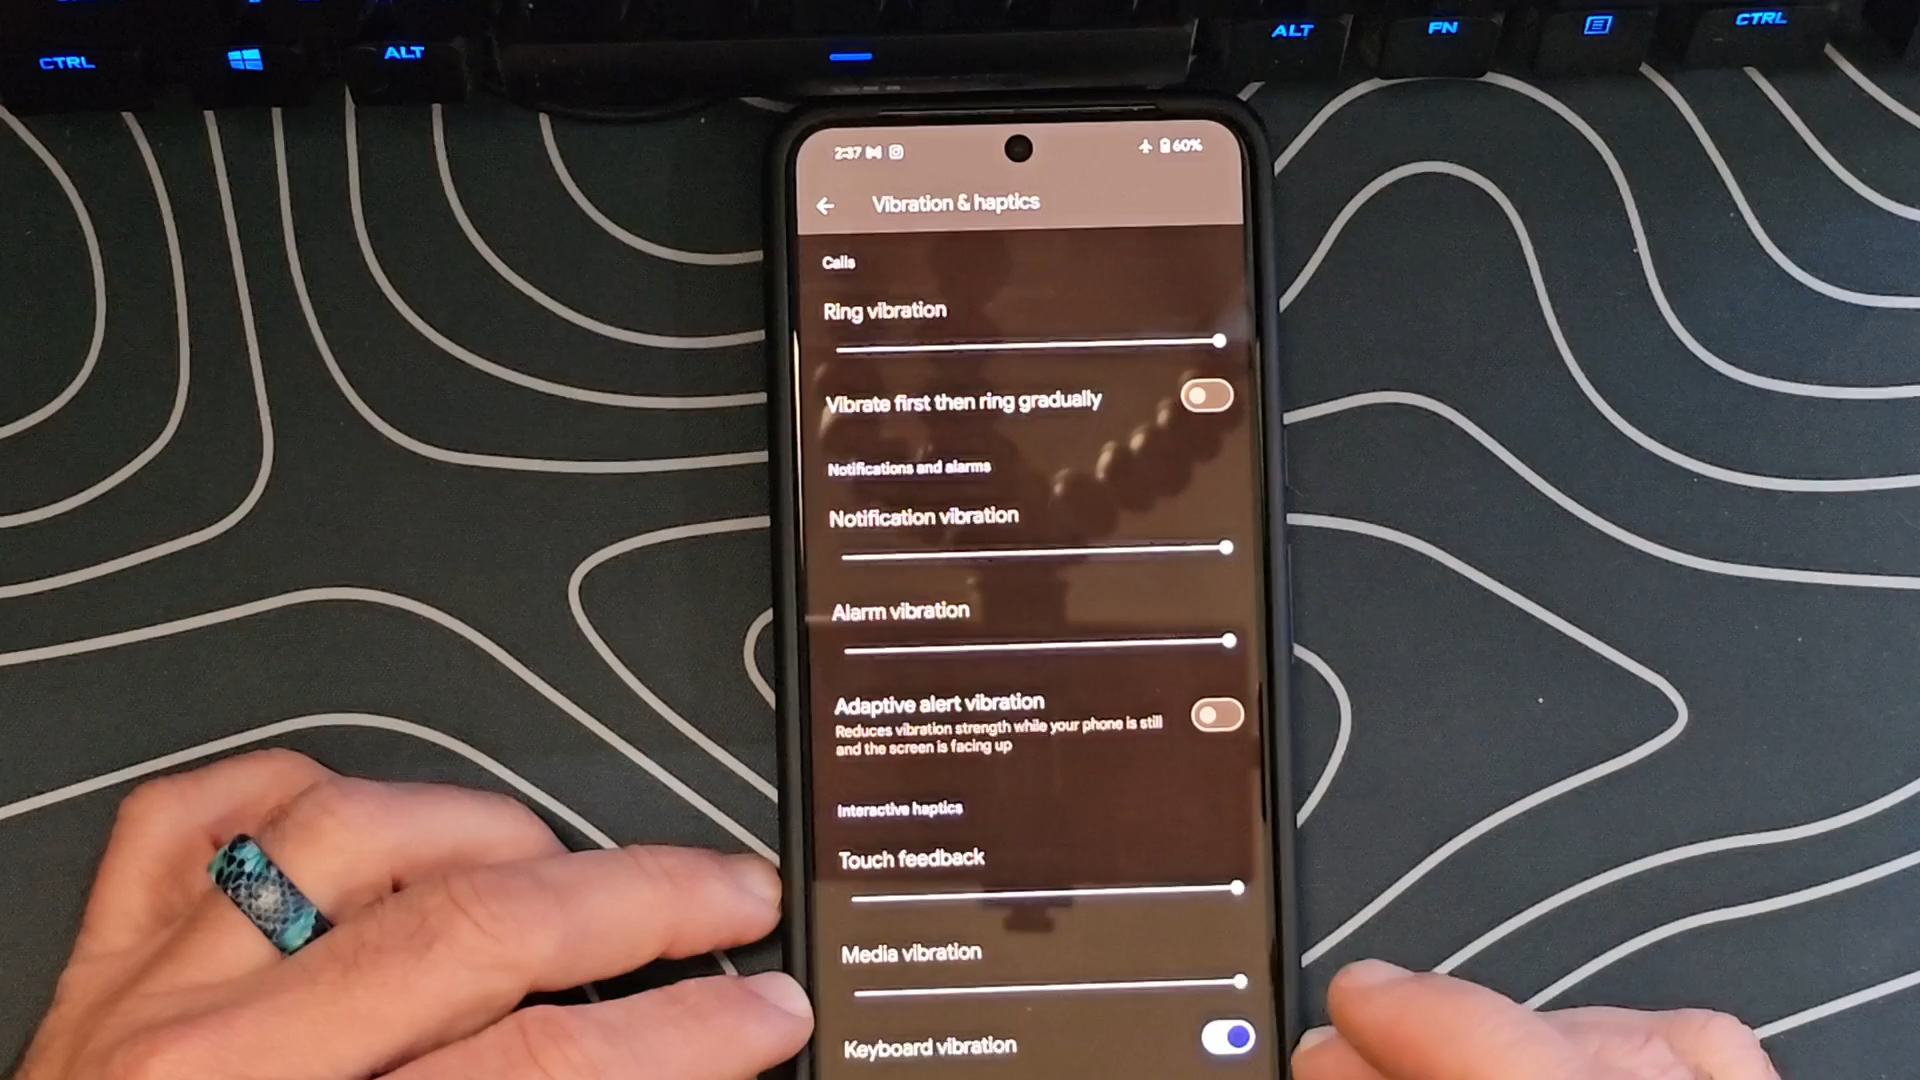 CTRL
ALT
ALT
FN
CTRL
2:37
60%
Vibration & haptics
Calls
Ring vibration
Vibrate first then ring gradually
Notifications and alarms
Notification vibration
Alarm vibration
Adaptive alert vibration
Reduces vibration strength while your phone is still
and the screen is facing up
Interactive haptics
Touch feedback
Media vibration
Keyboard vibration